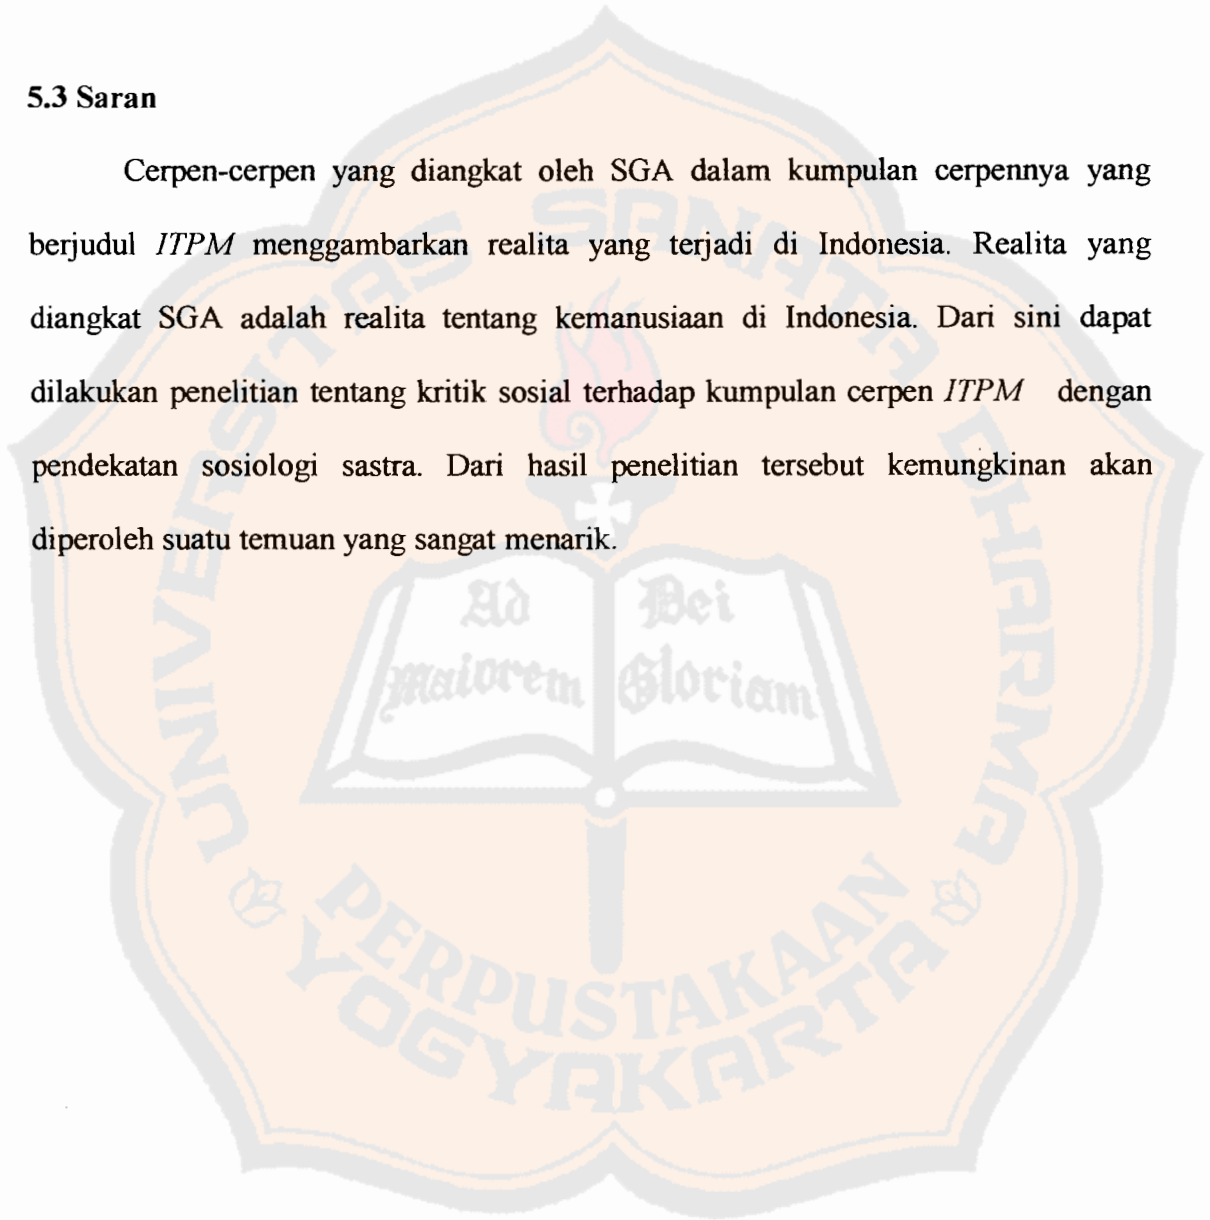 5.3 Saran
Cerpen-cerpen yang diangkat oleh SGA dalam kumpulan cerpennya yang
berjudul ITPM menggambarkan realita yang terjadi di Indonesia. Realita yang
diangkat SGA adalah realita tentang kemanusiaan di Indonesia. Dari sini dapat
dilakukan penelitian tentang kritik sosial terhadap kumpulan cerpen ITPM dengan
pendekatan sosiologi sastra. Dari hasil penelitian tersebut kemungkinan akan
diperoleh suatu temuan yang sangat menarik.
UNIVERSITAS SANATA DHARMA
Ad Dei
maiorem Gloriam
PERPUSTAKAAN
YOGYAKARTA